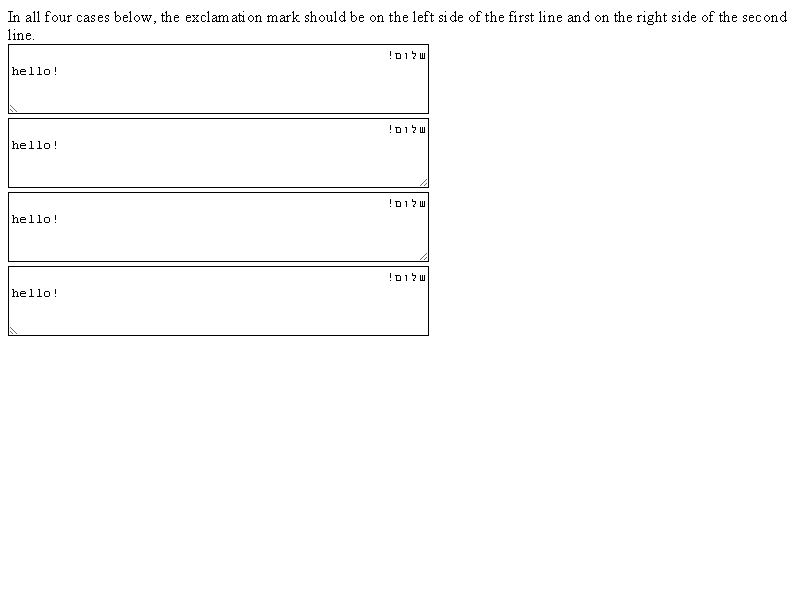 In all four cases below, the exclamation mark should be on the left side of the first line and on the right side of the second
line.
שלום!
hello!
שלום!
hello!
שלום!
hello!
שלום!
hello!